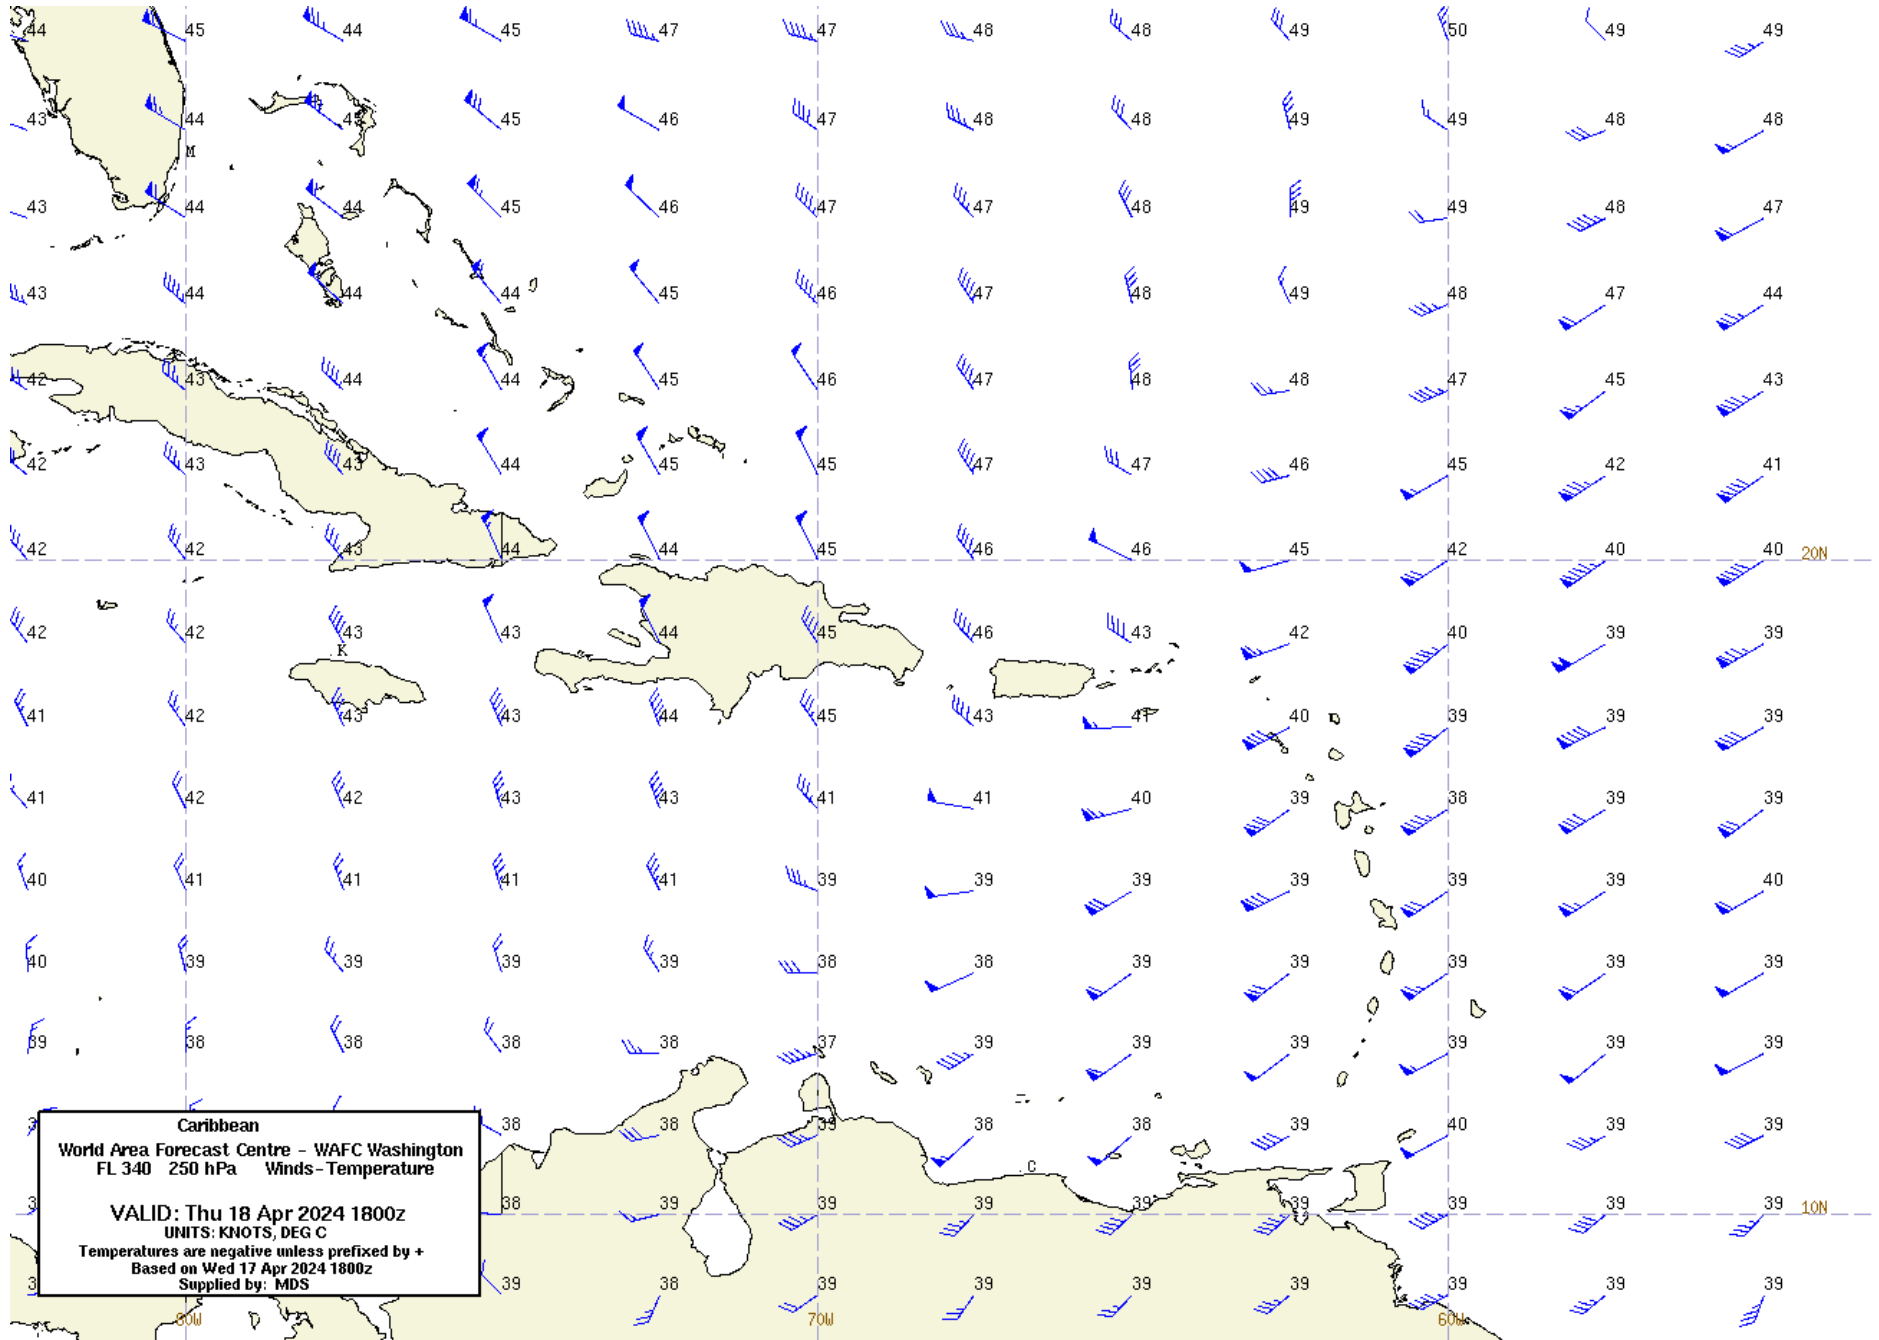 44 45 44 45 47 47 48 48 49 50 49 49
43 44 45 46 47 48 48 49 49 48 48
M
43 44 44 45 46 47 47 48 49 49 48 47
43 44 44 44 45 46 47 48 49 48 47 44
42 43 44 44 45 46 47 48 48 47 45 43
42 43 43 44 45 45 47 47 46 45 42 41
42 42 43 44 44 45 46 46 45 42 40 40 20N
42 42 43 43 44 45 46 43 42 40 39 39
K
41 42 43 43 44 45 43 41 40 39 39 39
41 42 42 43 43 41 41 40 39 38 39 39
40 41 41 41 41 39 39 39 39 39 39 40
40 39 39 39 39 38 38 39 39 39 39 39
39 38 38 38 38 37 39 39 39 39 39 39
38 38 39 38 38 39 40 39 39
C
38 39 39 39 39 39 39 39 39 10N
39 38 39 39 39 39 39 39 39
80W 70W 60W
Caribbean
World Area Forecast Centre - WAFC Washington
FL 340 250 hPa Winds-Temperature
VALID: Thu 18 Apr 2024 1800z
UNITS: KNOTS, DEG C
Temperatures are negative unless prefixed by +
Based on Wed 17 Apr 2024 1800z
Supplied by: MDS